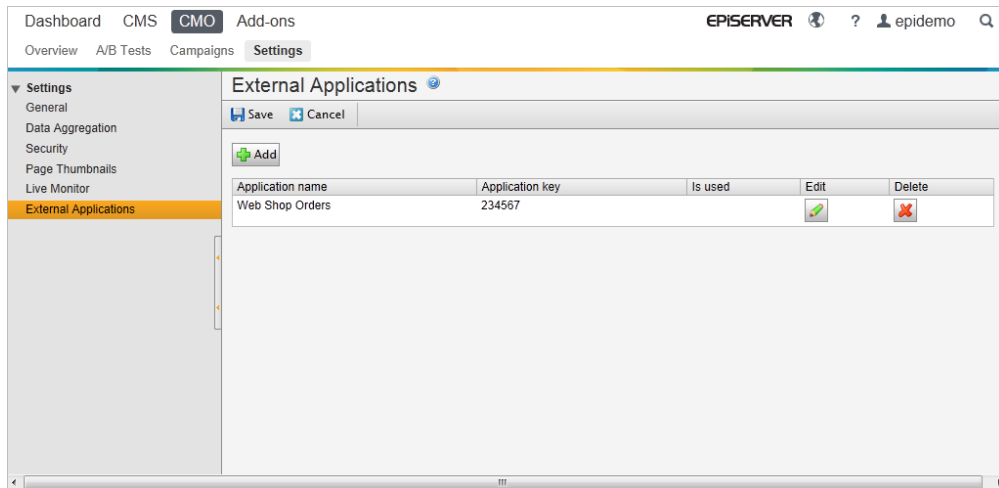 Dashboard CMS CMO Add-ons EPiSERVER ? epidemo
Overview A/B Tests Campaigns Settings
Settings
General
Data Aggregation
Security
Page Thumbnails
Live Monitor
External Applications
External Applications ?
Save Cancel
Add
Application name Application key Is used Edit Delete
Web Shop Orders 234567